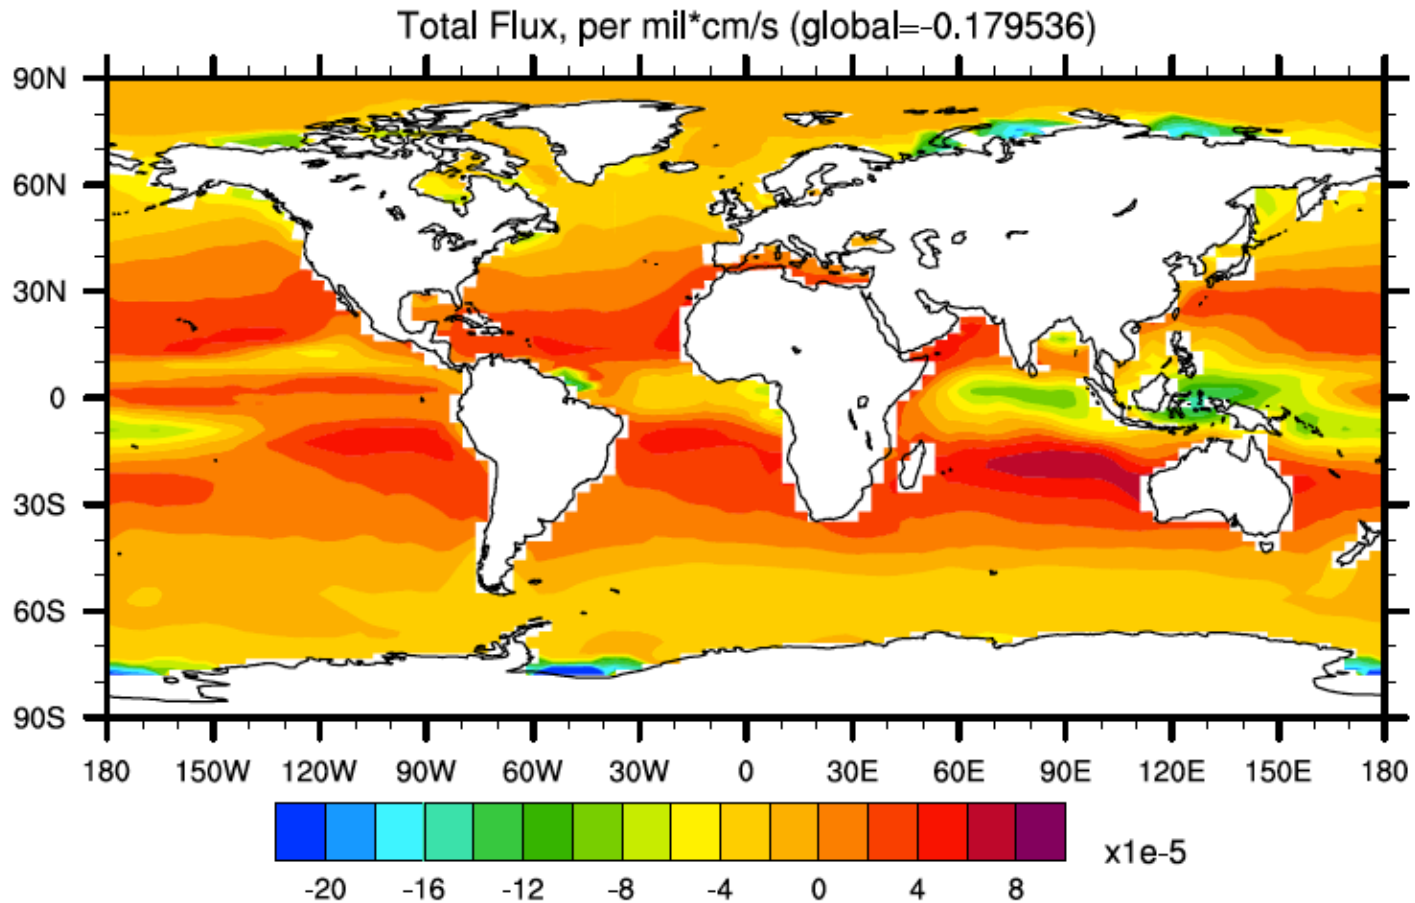 Total Flux, per mil*cm/s (global=-0.179536)
90N
60N
30N
0
30S
60S
90S
180 150W 120W 90W 60W 30W 0 30E 60E 90E 120E 150E 180
x1e-5
-20 -16 -12 -8 -4 0 4 8